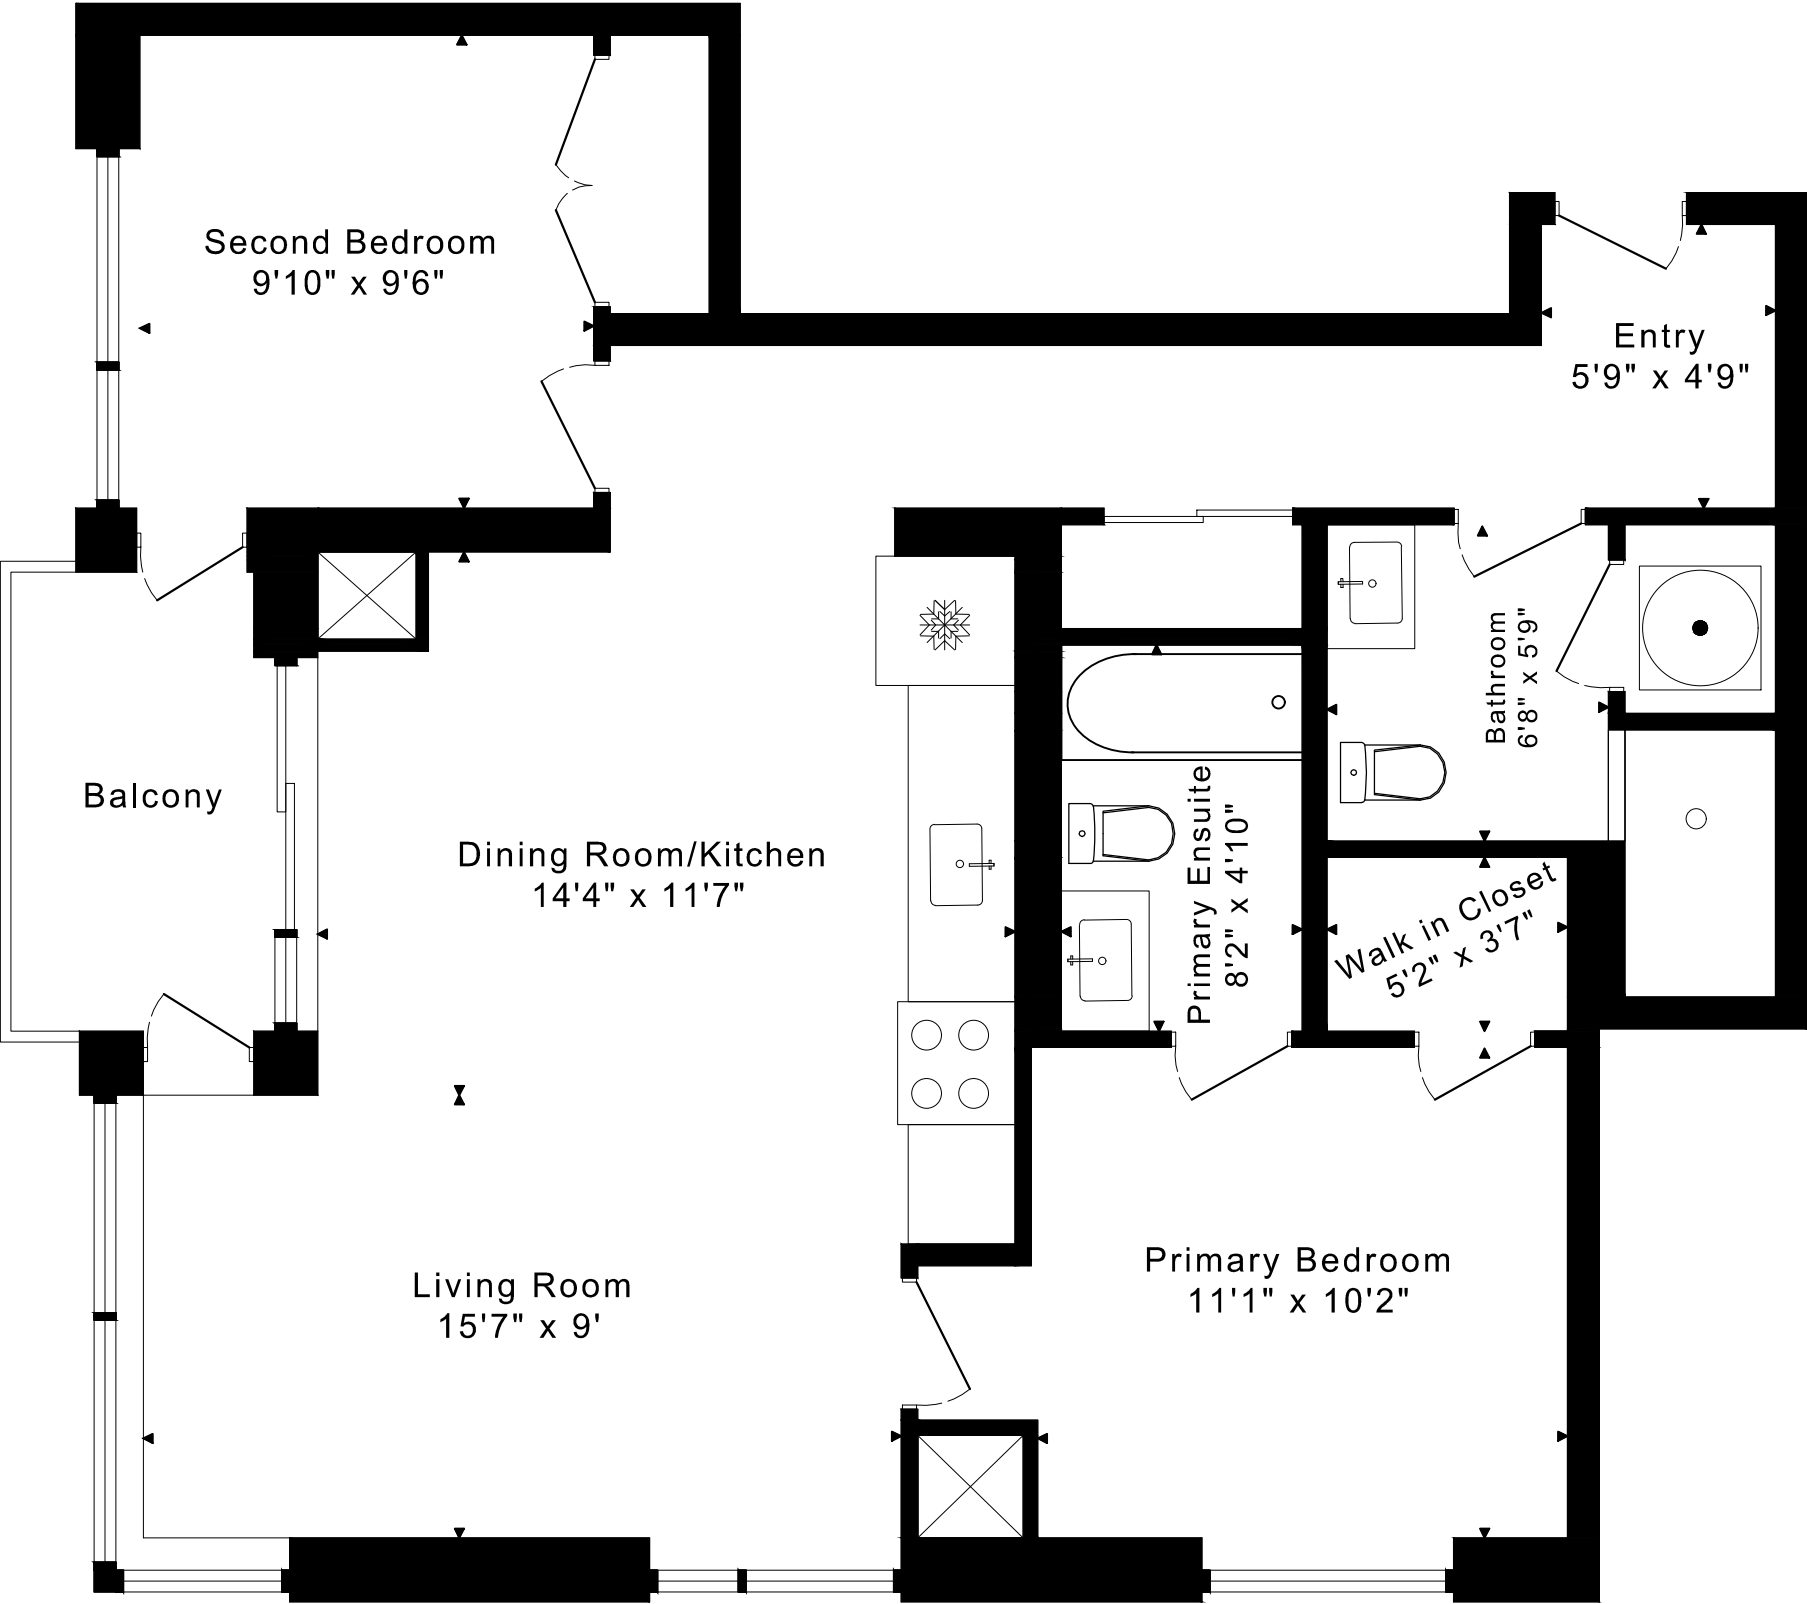 Second Bedroom
9'10" x 9'6"
Entry
5'9" x 4'9"
Bathroom
6'8" x 5'9"
Balcony
Dining Room/Kitchen
14'4" x 11'7"
Primary Ensuite
8'2" x 4'10"
Walk in Closet
5'2" x 3'7"
Living Room
15'7" x 9'
Primary Bedroom
11'1" x 10'2"